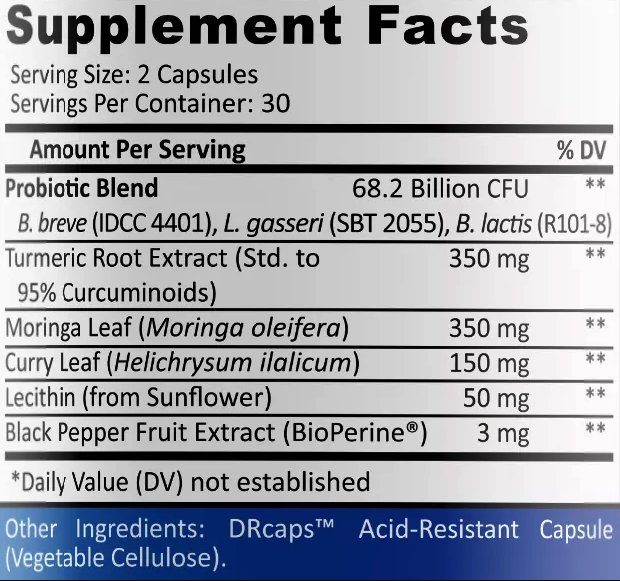 Supplement Facts
Serving Size: 2 Capsules
Servings Per Container: 30
Amount Per Serving % DV
Probiotic Blend 68.2 Billion CFU **
B. breve (IDCC 4401), L. gasseri (SBT 2055), B. lactis (R101-8)
Turmeric Root Extract (Std. to 350 mg **
95% Curcuminoids)
Moringa Leaf (Moringa oleifera) 350 mg **
Curry Leaf (Helichrysum ilalicum) 150 mg **
Lecithin (from Sunflower) 50 mg **
Black Pepper Fruit Extract (BioPerine®) 3 mg **
*Daily Value (DV) not established
Other Ingredients: DRcaps™ Acid-Resistant Capsule
(Vegetable Cellulose).